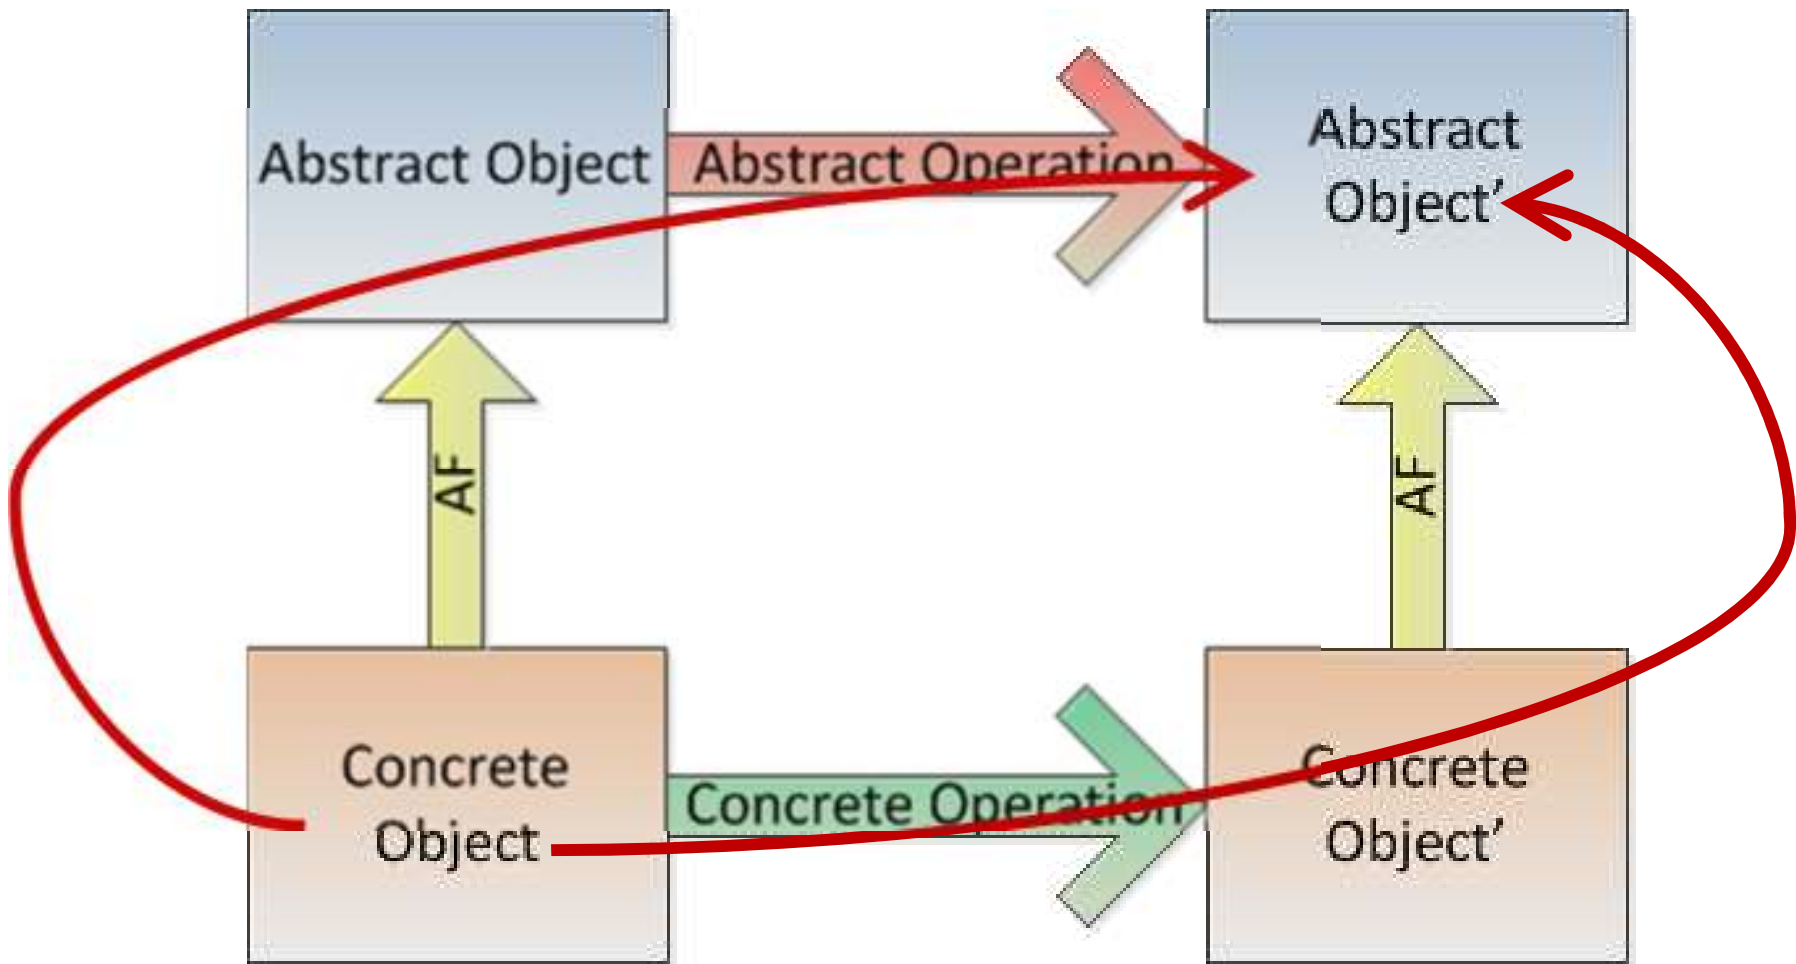 Abstract Object
Abstract Operation
Abstract
Object’
AF
AF
Concrete
Object
Concrete Operation
Concrete
Object’